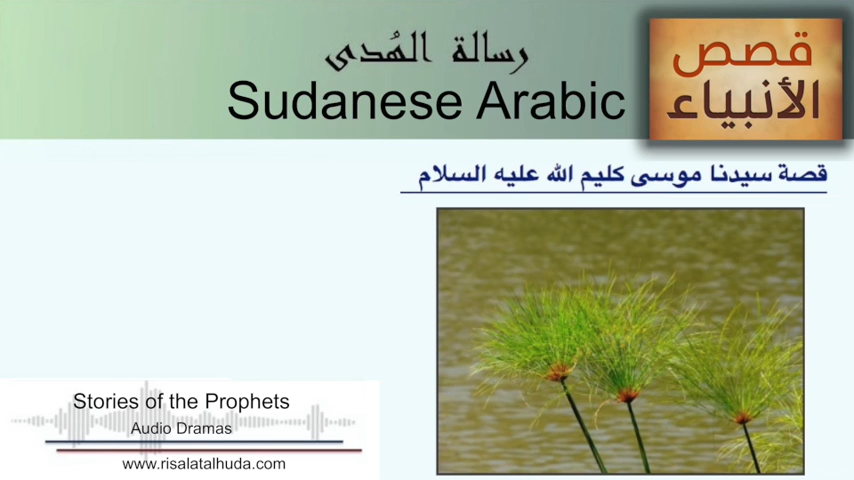 رسالة الهُدى
Sudanese Arabic
قصص
الأنبياء
قصة سيدنا موسى كليم الله عليه السلام
Stories of the Prophets
Audio Dramas
www.risalatalhuda.com